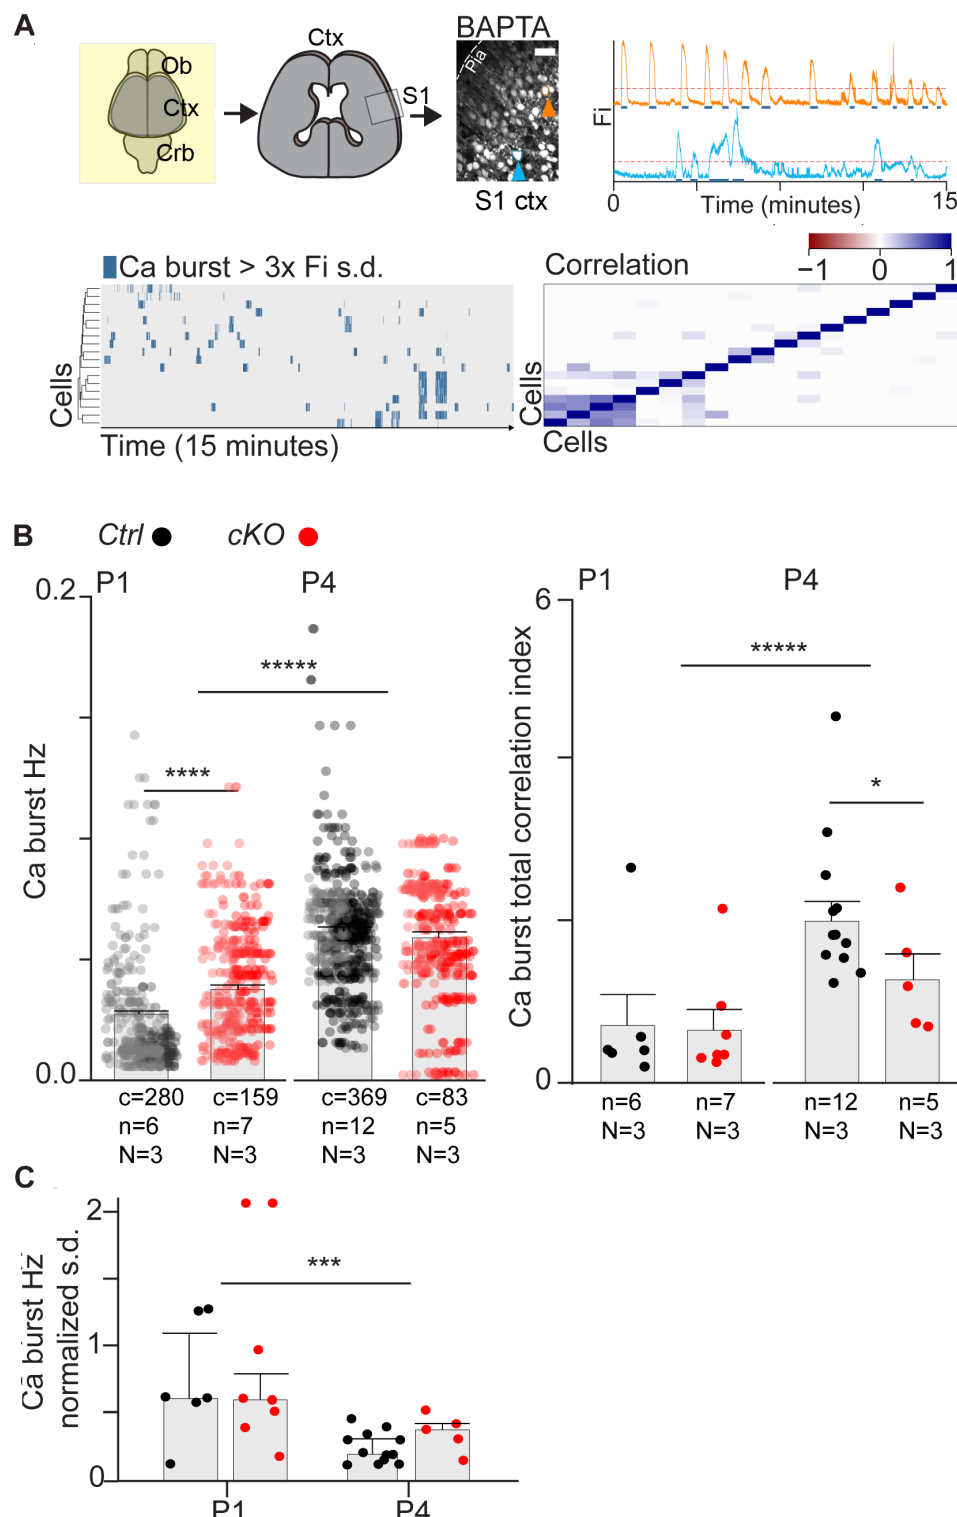 A
Ob
Ctx
Crb
Ctx
S1
BAPTA
Pia
S1 ctx
Fi
0
Time (minutes)
15
Ca burst > 3x Fi s.d.
Cells
Time (15 minutes)
Correlation
−1
0
1
Cells
Cells
B
Ctrl
cKO
P1
P4
0.2
Ca burst Hz
0.0
****
*****
c=280
c=159
c=369
c=83
n=6
n=7
n=12
n=5
N=3
N=3
N=3
N=3
P1
P4
6
Ca burst total correlation index
0
*****
*
n=6
n=7
n=12
n=5
N=3
N=3
N=3
N=3
C
Ca burst Hz
normalized s.d.
2
1
0
***
P1
P4